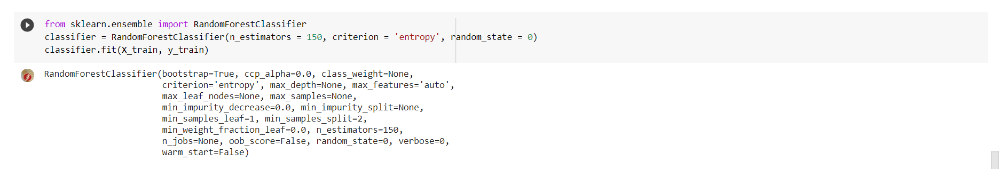 from sklearn.ensemble import RandomForestClassifier
classifier = RandomForestClassifier(n_estimators = 150, criterion = 'entropy', random_state = 0)
classifier.fit(X_train, y_train)
RandomForestClassifier(bootstrap=True, ccp_alpha=0.0, class_weight=None,
                       criterion='entropy', max_depth=None, max_features='auto',
                       max_leaf_nodes=None, max_samples=None,
                       min_impurity_decrease=0.0, min_impurity_split=None,
                       min_samples_leaf=1, min_samples_split=2,
                       min_weight_fraction_leaf=0.0, n_estimators=150,
                       n_jobs=None, oob_score=False, random_state=0, verbose=0,
                       warm_start=False)